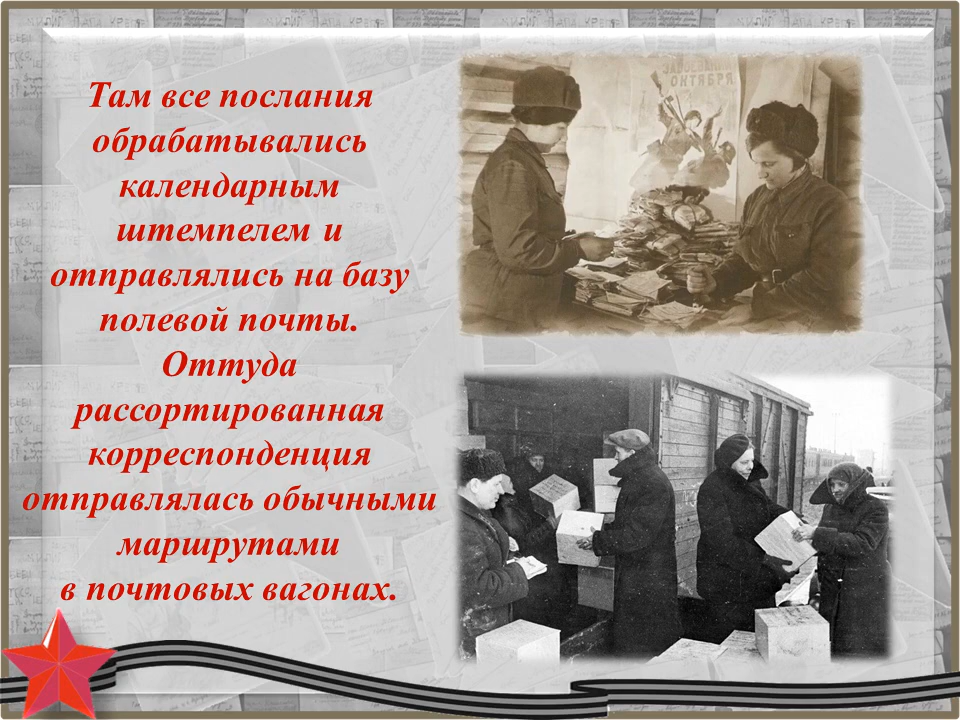 Там все послания
обрабатывались
календарным
штемпелем и
отправлялись на базу
полевой почты.
Оттуда
рассортированная
корреспонденция
отправлялась обычными
маршрутами
в почтовых вагонах.
ОКТЯБРЯ